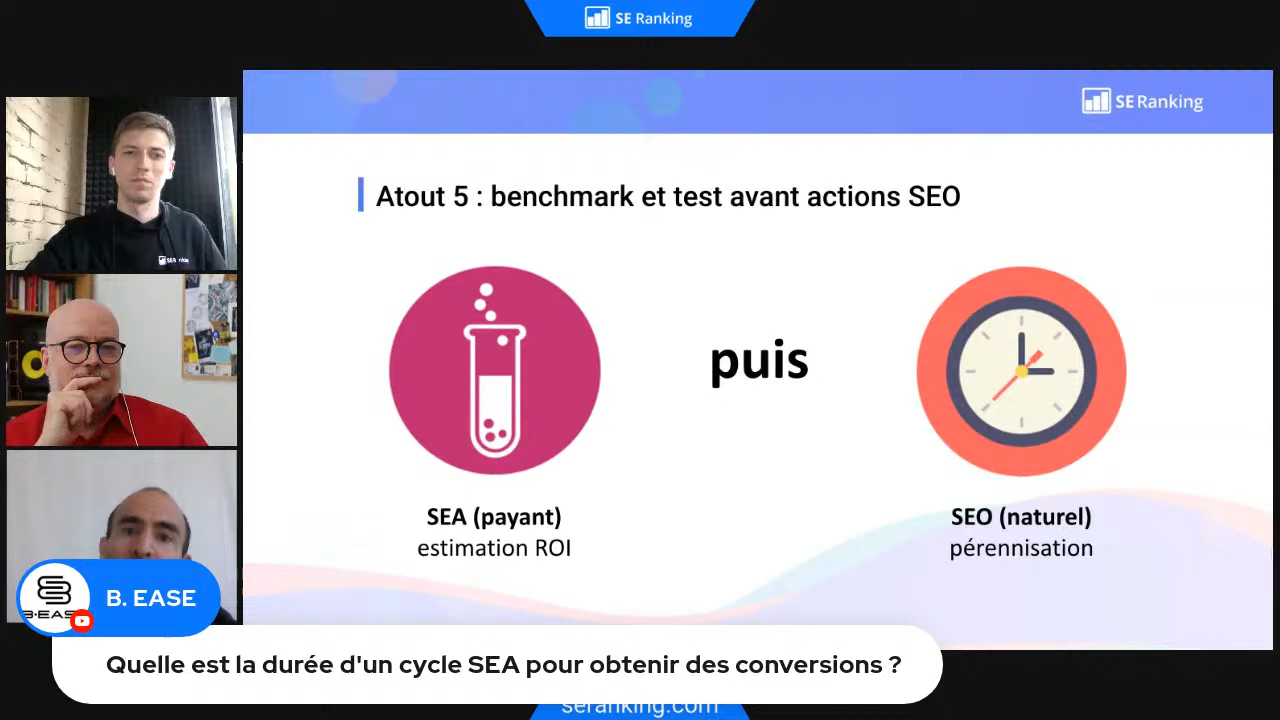 SE Ranking
SE Ranking
Atout 5 : benchmark et test avant actions SEO
puis
SEA (payant)
estimation ROI
SEO (naturel)
pérennisation
B·EASE
B. EASE
Quelle est la durée d'un cycle SEA pour obtenir des conversions ?
seranking.com